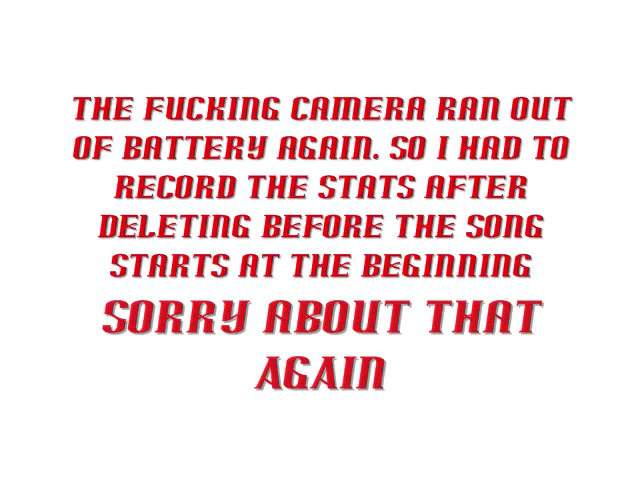 THE FUCKING CAMERA RAN OUT
OF BATTERY AGAIN. SO I HAD TO
RECORD THE STATS AFTER
DELETING BEFORE THE SONG
STARTS AT THE BEGINNING
SORRY ABOUT THAT
AGAIN